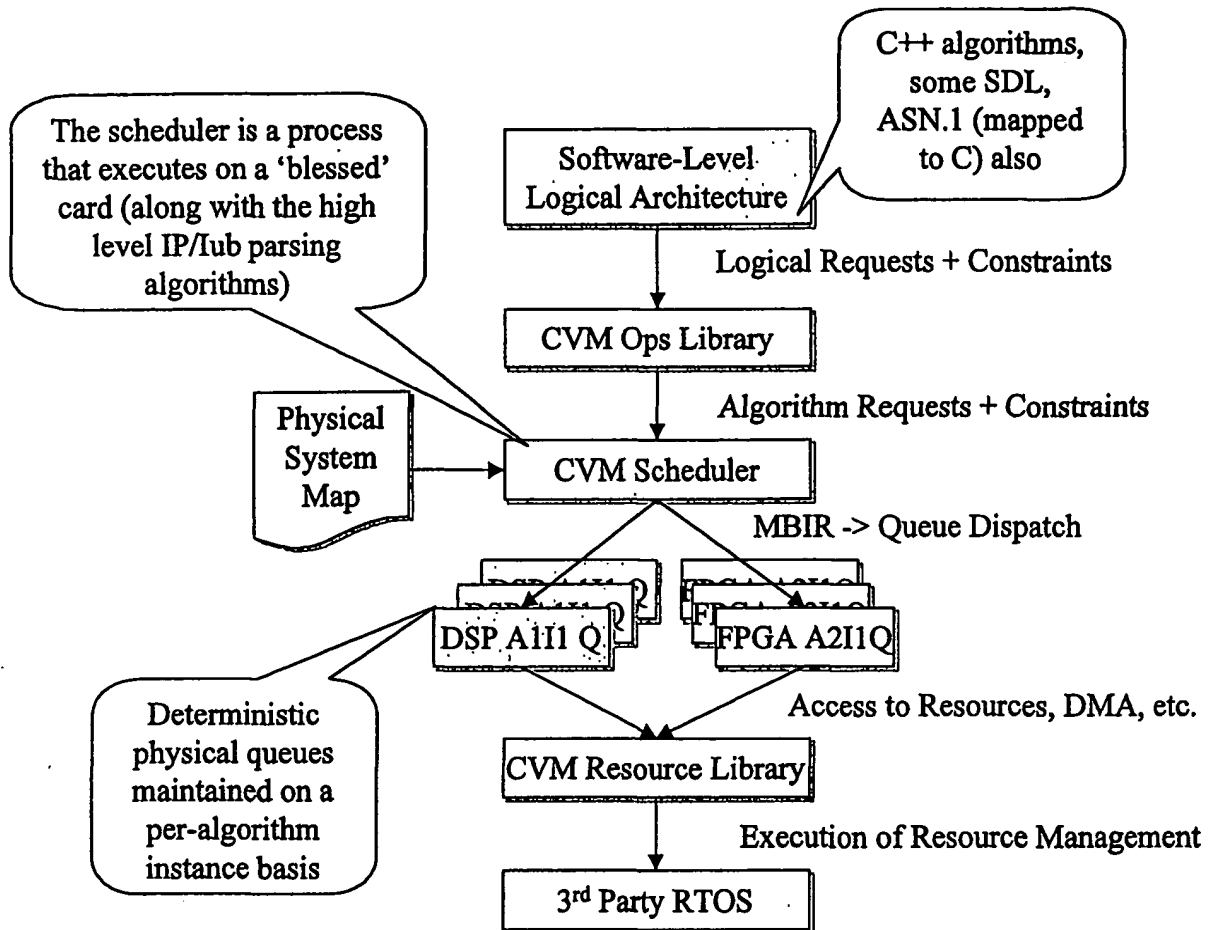 C++ algorithms,
some SDL,
ASN.1 (mapped
to C) also
The scheduler is a process
that executes on a ‘blessed’
card (along with the high
level IP/Iub parsing
algorithms)
Software-Level
Logical Architecture
Logical Requests + Constraints
CVM Ops Library
Algorithm Requests + Constraints
Physical
System
Map
CVM Scheduler
MBIR -> Queue Dispatch
DSP A1I1 Q
FPGA A2I1Q
Access to Resources, DMA, etc.
Deterministic
physical queues
maintained on a
per-algorithm
instance basis
CVM Resource Library
Execution of Resource Management
3rd Party RTOS